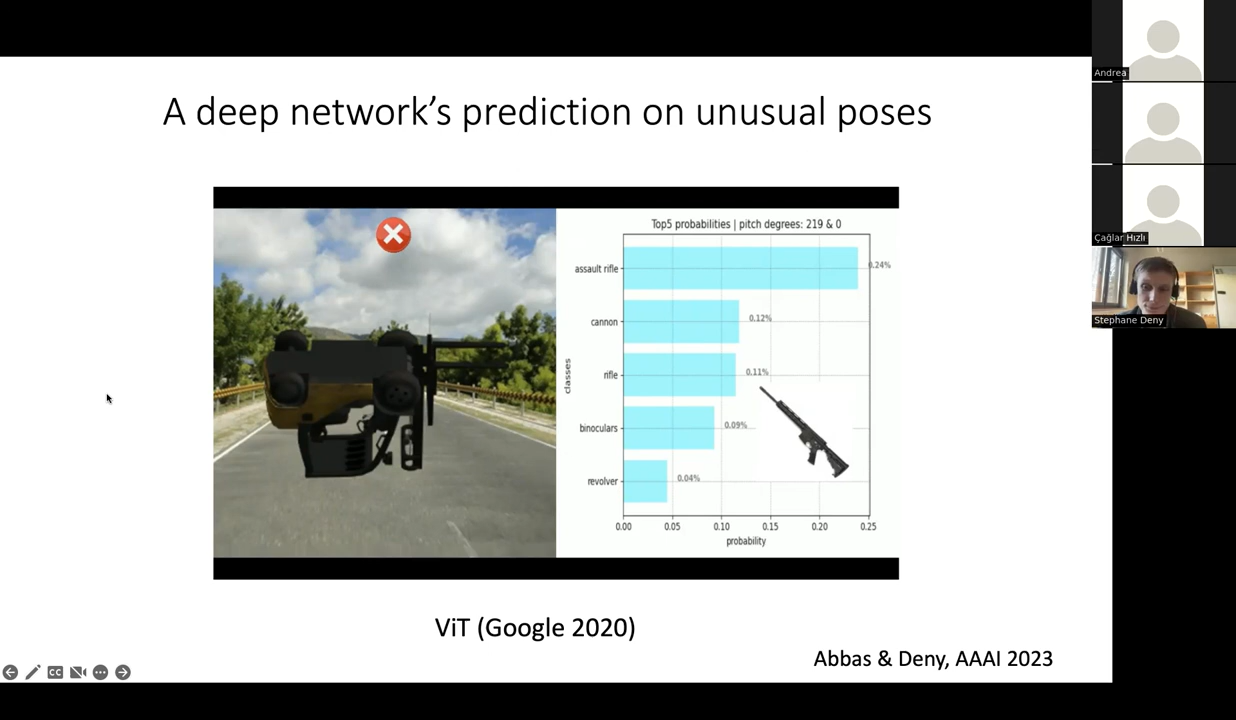 A deep network’s prediction on unusual poses
Top5 probabilities | pitch degrees: 219 & 0
classes
assault rifle
0.24%
cannon
0.12%
rifle
0.11%
binoculars
0.09%
revolver
0.04%
0.00 0.05 0.10 0.15 0.20 0.25
probability
ViT (Google 2020)
Abbas & Deny, AAAI 2023
CC
Andrea
Çağlar Hızlı
Stephane Deny